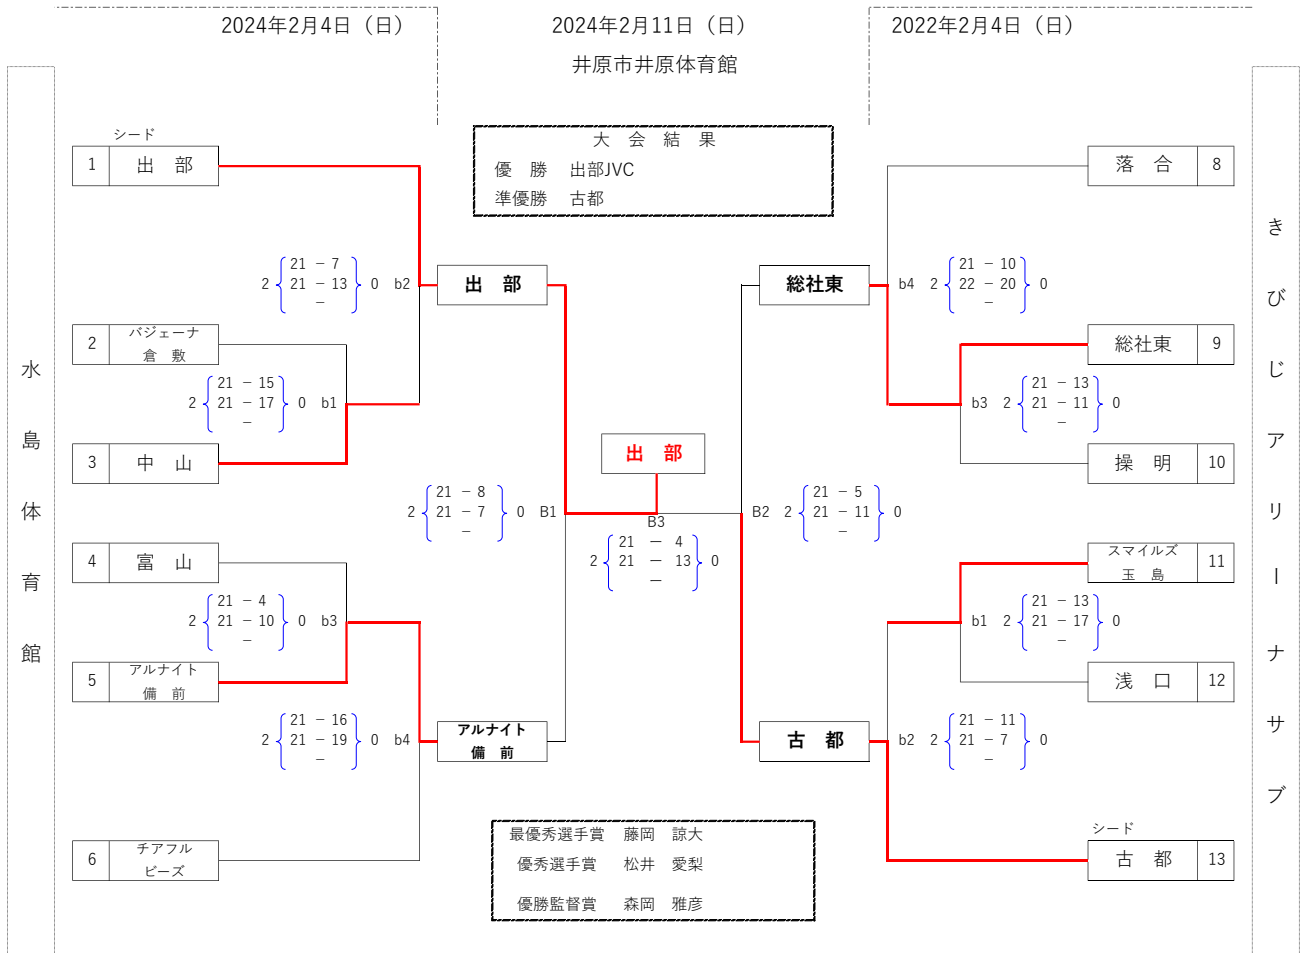 2024年2月4日（日）
2024年2月11日（日）
2022年2月4日（日）
井原市井原体育館
大 会 結 果
優 勝 出部JVC
準優勝 古都
水島体育館
シード
1 出 部
21 － 7
2 21 － 13 0 b2
－
出 部
2 バジェーナ
倉 敷
21 － 15
2 21 － 17 0 b1
－
3 中 山
21 － 8
2 21 － 7 0 B1
－
4 富 山
21 － 4
2 21 － 10 0 b3
－
5 アルナイト
備 前
21 － 16
2 21 － 19 0 b4
－
アルナイト
備 前
6 チアフル
ビーズ
出 部
B3
21 － 4
2 21 － 13 0
－
落 合 8
総社東
21 － 10
b4 2 22 － 20 0
－
総社東 9
21 － 13
b3 2 21 － 11 0
－
操 明 10
21 － 5
B2 2 21 － 11 0
－
スマイルズ
玉 島 11
21 － 13
b1 2 21 － 17 0
－
浅 口 12
古 都
21 － 11
b2 2 21 － 7 0
－
シード
古 都 13
きびじアリーナサブ
最優秀選手賞 藤岡 諒大
優秀選手賞 松井 愛梨
優勝監督賞 森岡 雅彦